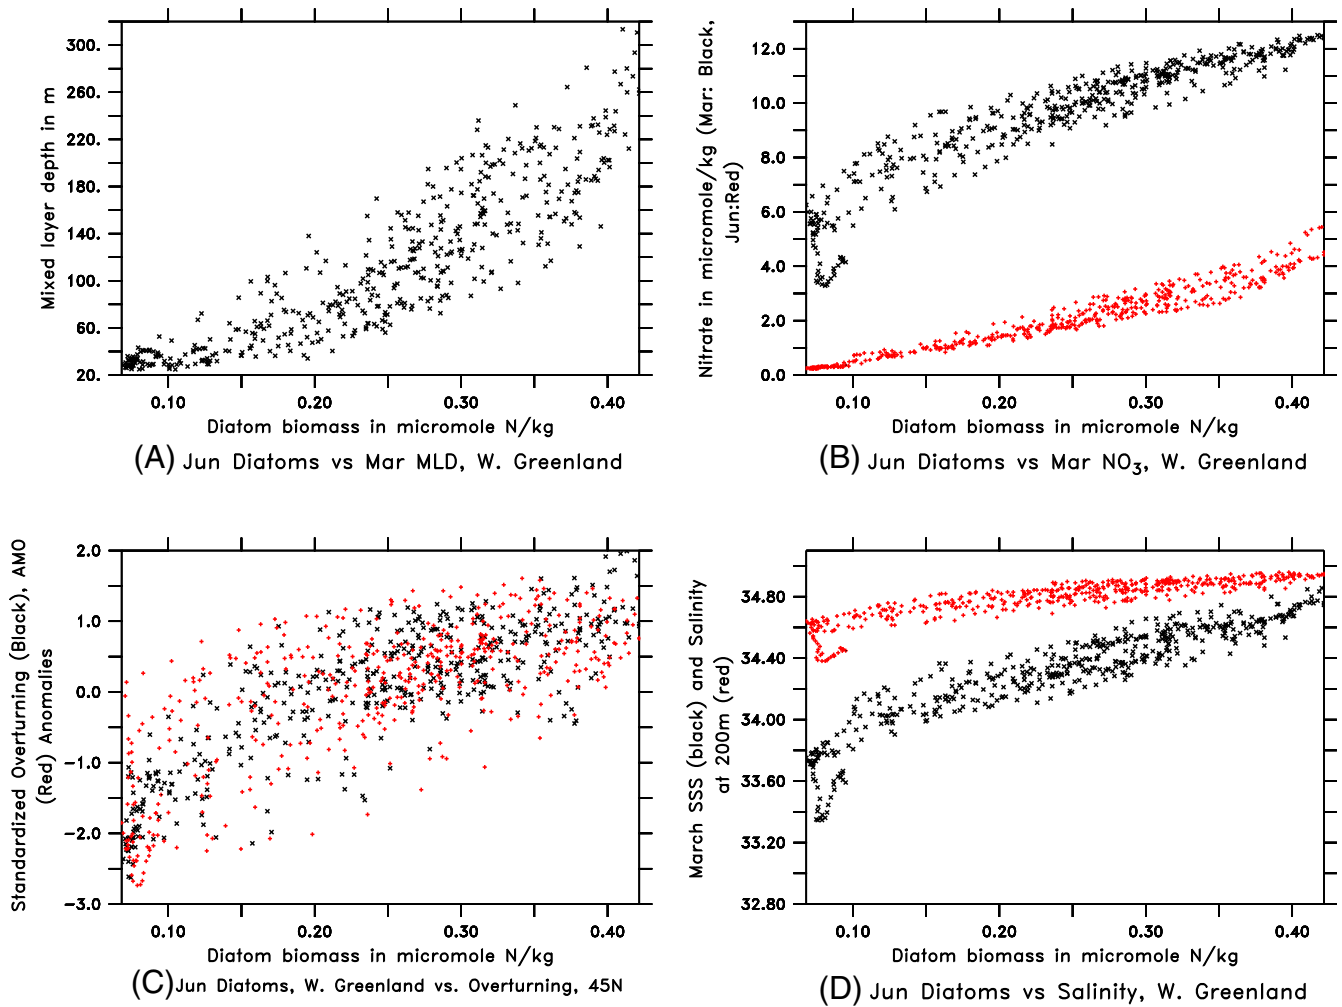 Mixed layer depth in m
300.
260.
220.
180.
140.
100.
60.
20.
0.10 0.20 0.30 0.40
Diatom biomass in micromole N/kg
(A) Jun Diatoms vs Mar MLD, W. Greenland
Nitrate in micromole/kg (Mar: Black,
Jun:Red)
12.0
10.0
8.0
6.0
4.0
2.0
0.0
0.10 0.20 0.30 0.40
Diatom biomass in micromole N/kg
(B) Jun Diatoms vs Mar NO₃, W. Greenland
Standardized Overturning (Black), AMO
(Red) Anomalies
2.0
1.0
0.0
−1.0
−2.0
−3.0
0.10 0.20 0.30 0.40
Diatom biomass in micromole N/kg
(C) Jun Diatoms, W. Greenland vs. Overturning, 45N
March SSS (black) and Salinity
at 200m (red)
34.80
34.40
34.00
33.60
33.20
32.80
0.10 0.20 0.30 0.40
Diatom biomass in micromole N/kg
(D) Jun Diatoms vs Salinity, W. Greenland